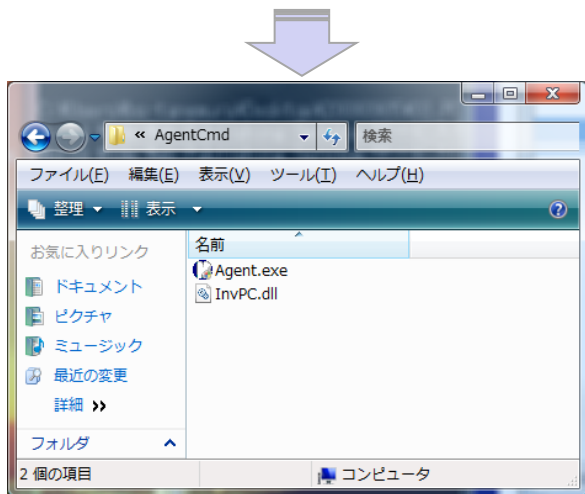 « AgentCmd
検索
ファイル(F) 編集(E) 表示(V) ツール(T) ヘルプ(H)
整理 表示
お気に入りリンク
ドキュメント
ピクチャ
ミュージック
最近の変更
詳細 »
フォルダ
名前
Agent.exe
InvPC.dll
2 個の項目
コンピュータ